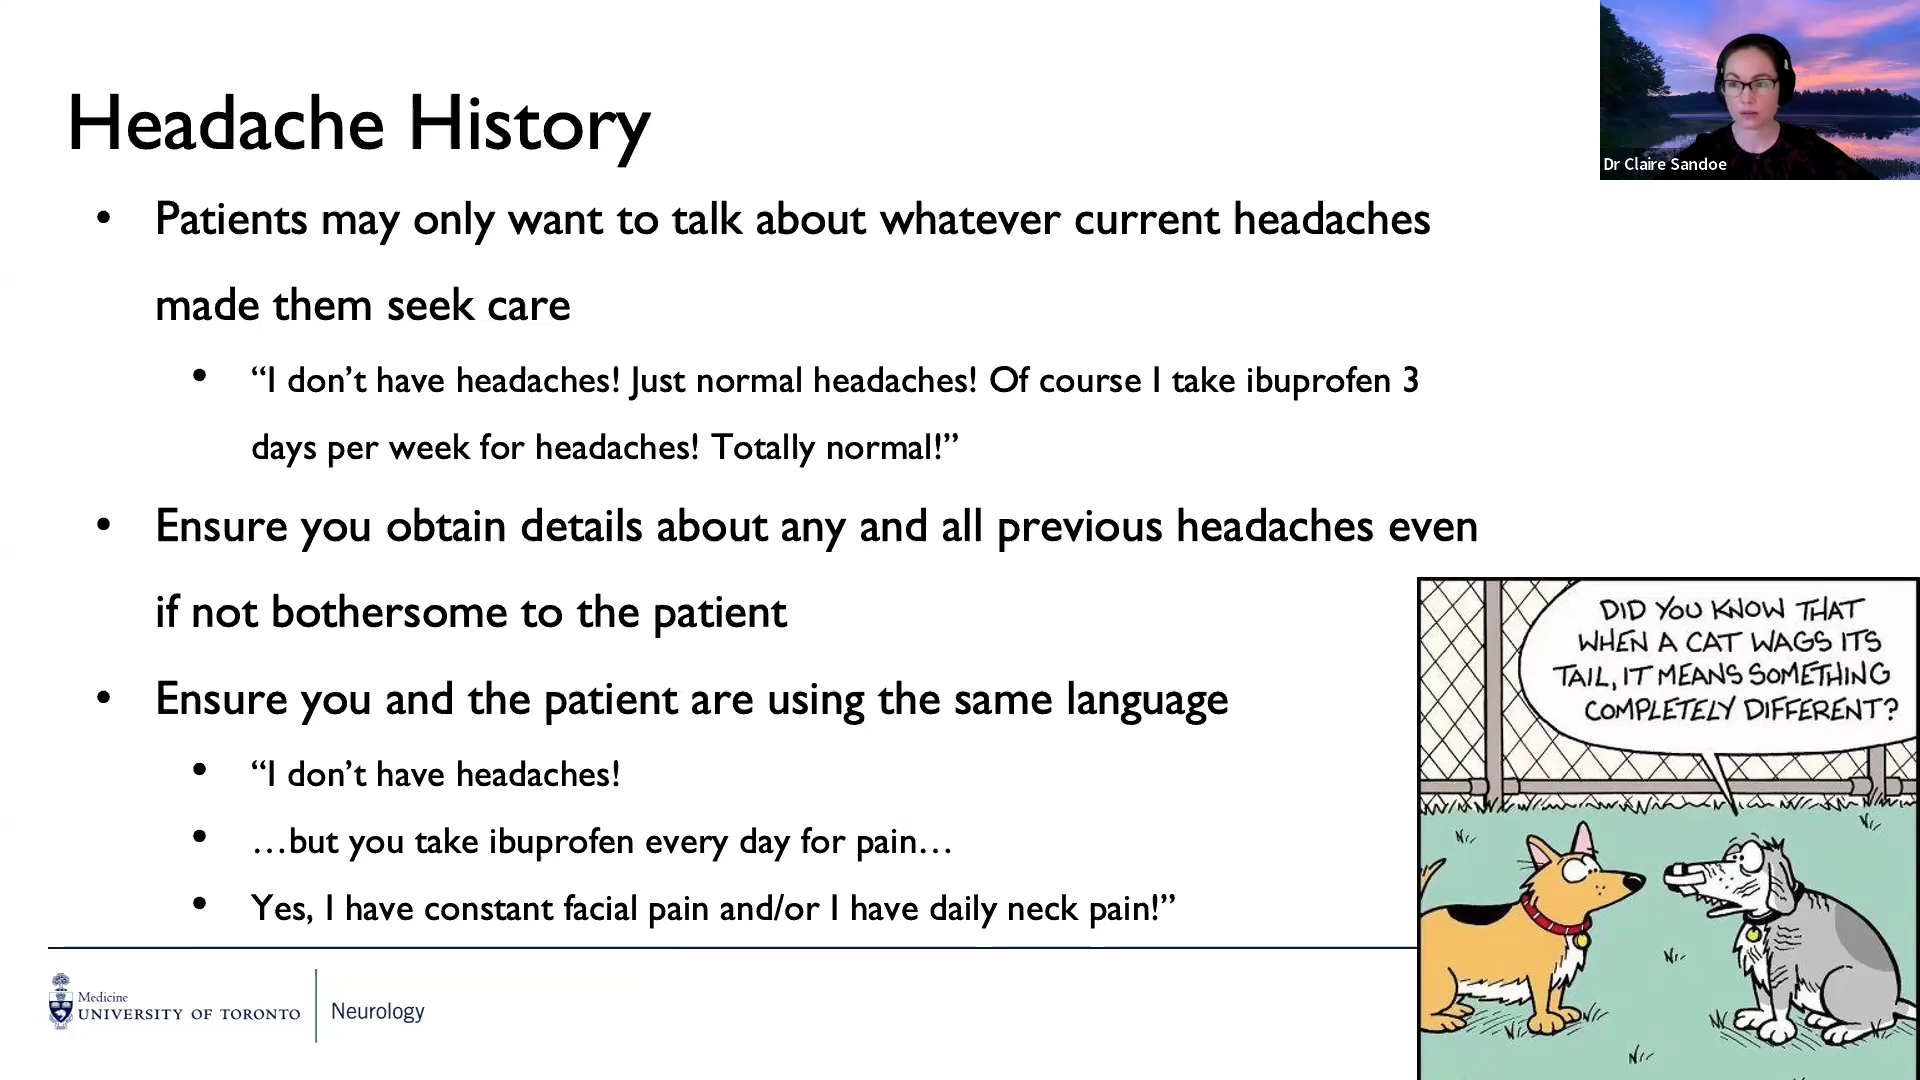 Headache History
Dr Claire Sandoe
• Patients may only want to talk about whatever current headaches
made them seek care
• “I don’t have headaches! Just normal headaches! Of course I take ibuprofen 3
days per week for headaches! Totally normal!”
• Ensure you obtain details about any and all previous headaches even
if not bothersome to the patient
• Ensure you and the patient are using the same language
• “I don’t have headaches!
• …but you take ibuprofen every day for pain…
• Yes, I have constant facial pain and/or I have daily neck pain!”
DID YOU KNOW THAT
WHEN A CAT WAGS ITS
TAIL, IT MEANS SOMETHING
COMPLETELY DIFFERENT?
Medicine
UNIVERSITY OF TORONTO
Neurology